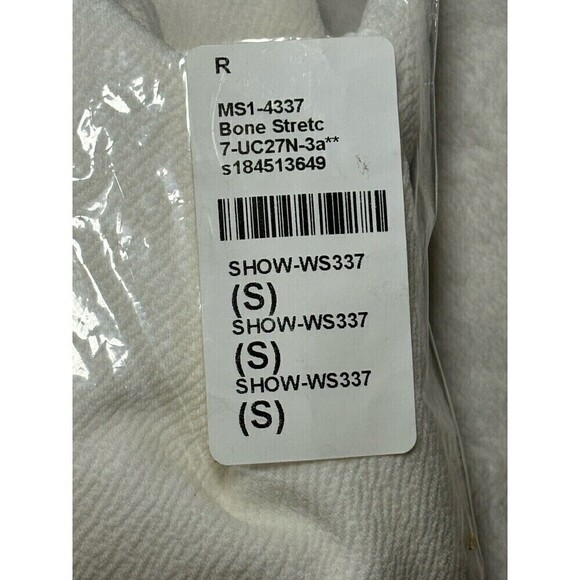 R
MS1-4337
Bone Stretc
7-UC27N-3a**
s184513649
SHOW-WS337
(S)
SHOW-WS337
(S)
SHOW-WS337
(S)